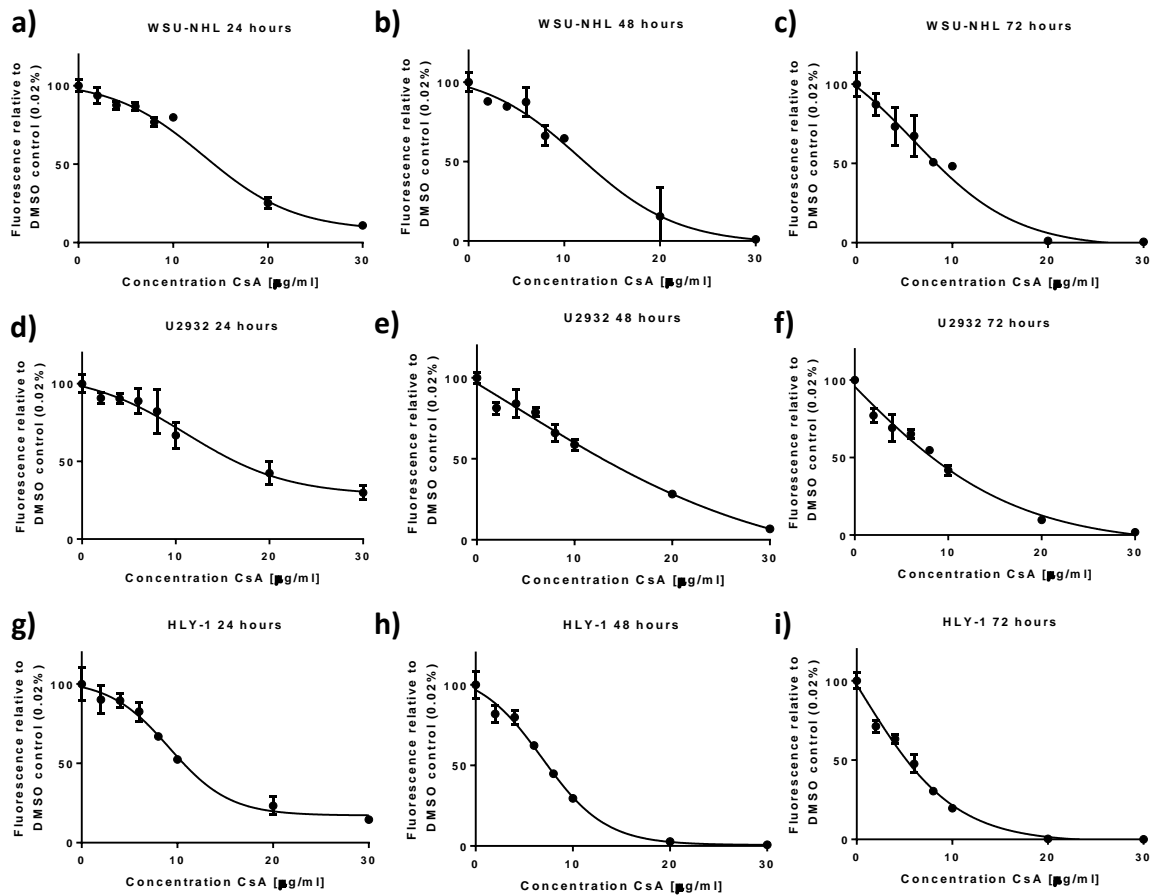 a)
WSU-NHL 24 hours
Fluorescence relative to
DMSO control (0.02%)
100
50
0
0 10 20 30
Concentration CsA [µg/ml]
b)
WSU-NHL 48 hours
Fluorescence relative to
DMSO control (0.02%)
100
50
0
0 10 20 30
Concentration CsA [µg/ml]
c)
WSU-NHL 72 hours
Fluorescence relative to
DMSO control (0.02%)
100
50
0
0 10 20 30
Concentration CsA [µg/ml]
d)
U2932 24 hours
Fluorescence relative to
DMSO control (0.02%)
100
50
0
0 10 20 30
Concentration CsA [µg/ml]
e)
U2932 48 hours
Fluorescence relative to
DMSO control (0.02%)
100
50
0
0 10 20 30
Concentration CsA [µg/ml]
f)
U2932 72 hours
Fluorescence relative to
DMSO control (0.02%)
100
50
0
0 10 20 30
Concentration CsA [µg/ml]
g)
HLY-1 24 hours
Fluorescence relative to
DMSO control (0.02%)
100
50
0
0 10 20 30
Concentration CsA [µg/ml]
h)
HLY-1 48 hours
Fluorescence relative to
DMSO control (0.02%)
100
50
0
0 10 20 30
Concentration CsA [µg/ml]
i)
HLY-1 72 hours
Fluorescence relative to
DMSO control (0.02%)
100
50
0
0 10 20 30
Concentration CsA [µg/ml]